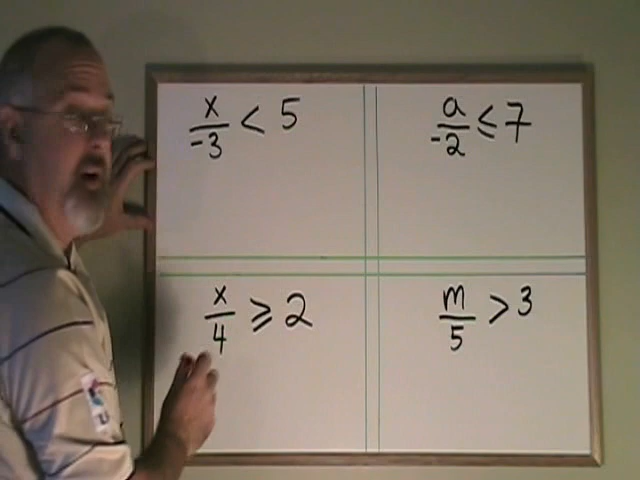 x/-3 < 5
a/-2 ≤ 7
x/4 ≥ 2
m/5 > 3